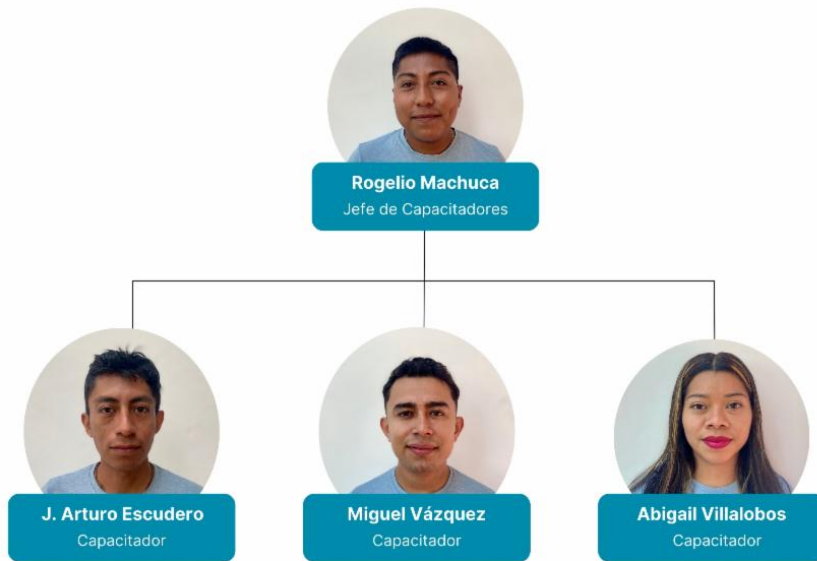 Rogelio Machuca
Jefe de Capacitadores
J. Arturo Escudero
Capacitador
Miguel Vázquez
Capacitador
Abigail Villalobos
Capacitador